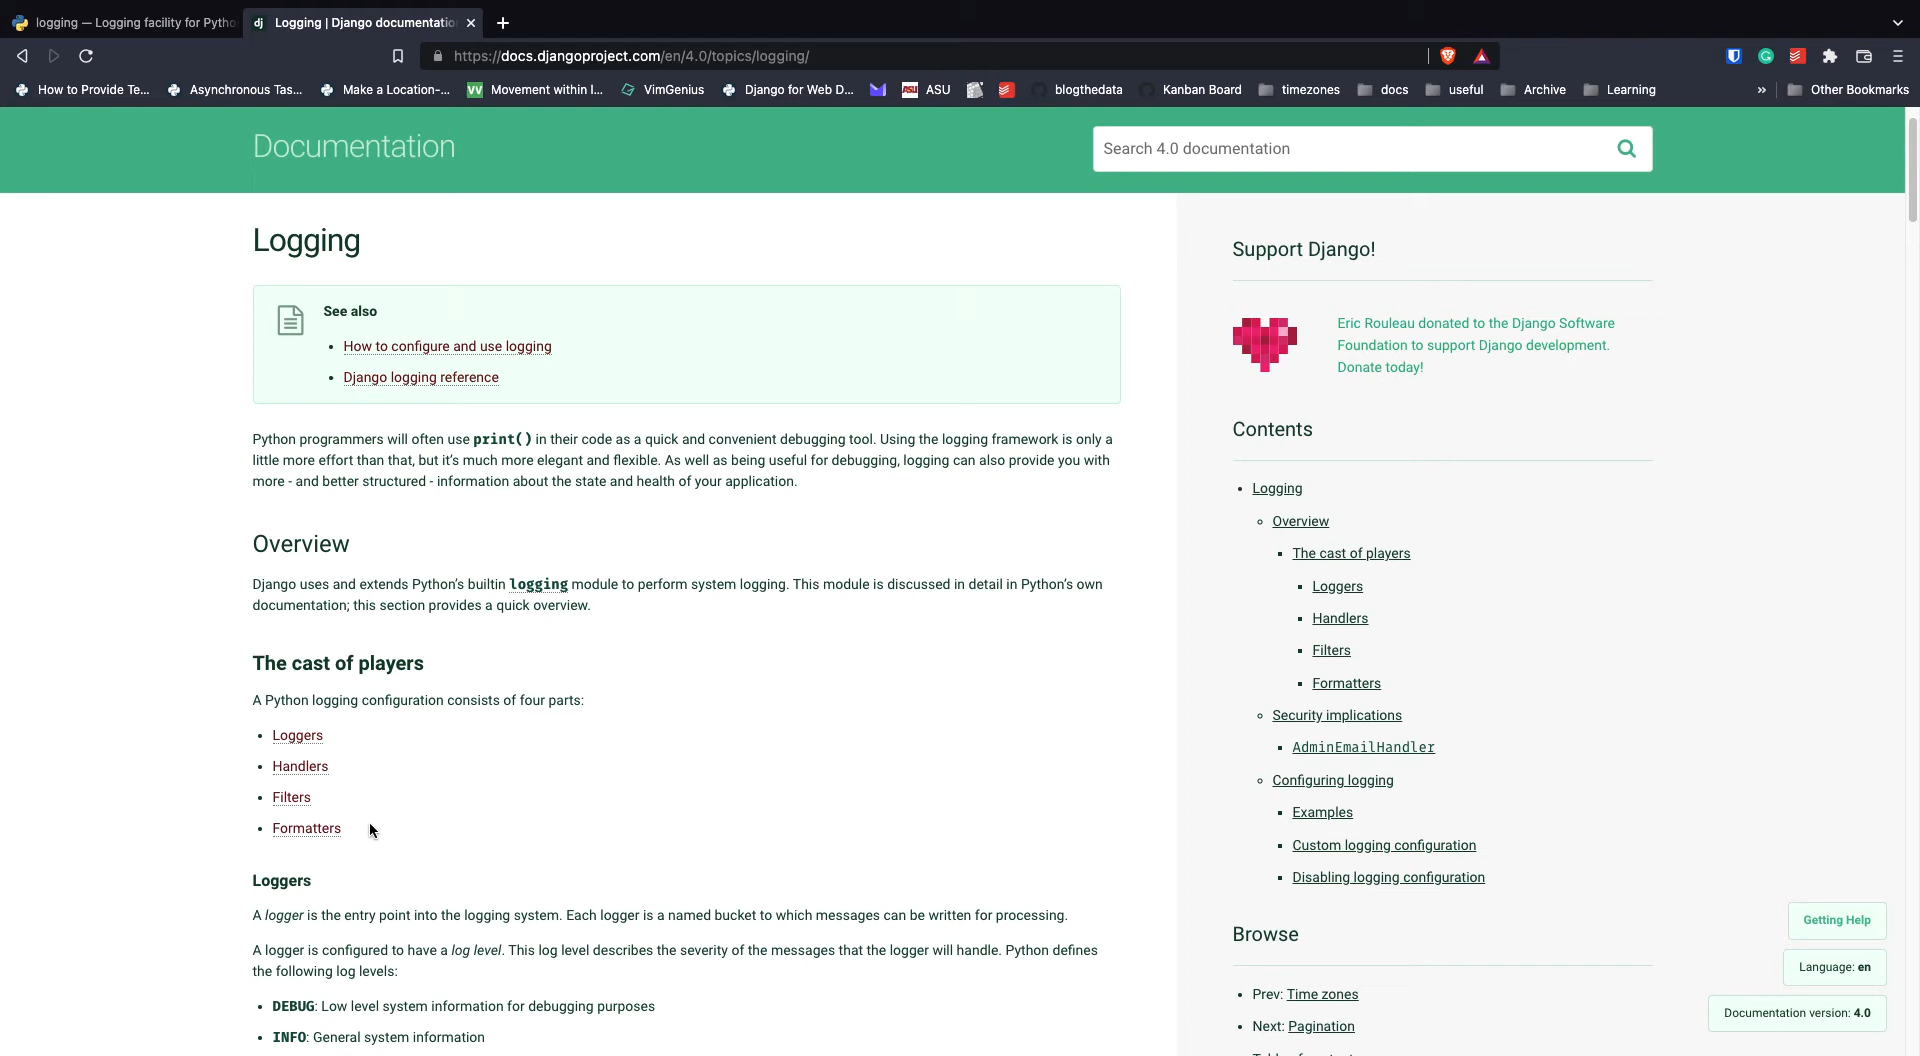 logging — Logging facility for Pytho
dj Logging | Django documentatio
https://docs.djangoproject.com/en/4.0/topics/logging/
How to Provide Te...
Asynchronous Tas...
Make a Location-...
VV Movement within I...
VimGenius
Django for Web D...
ASU ASU
blogthedata
Kanban Board
timezones
docs
useful
Archive
Learning
»
Other Bookmarks
Documentation
Search 4.0 documentation
Logging
See also
• How to configure and use logging
• Django logging reference
Python programmers will often use print() in their code as a quick and convenient debugging tool. Using the logging framework is only a
little more effort than that, but it's much more elegant and flexible. As well as being useful for debugging, logging can also provide you with
more - and better structured - information about the state and health of your application.
Overview
Django uses and extends Python's builtin logging module to perform system logging. This module is discussed in detail in Python's own
documentation; this section provides a quick overview.
The cast of players
A Python logging configuration consists of four parts:
• Loggers
• Handlers
• Filters
• Formatters
Loggers
A logger is the entry point into the logging system. Each logger is a named bucket to which messages can be written for processing.
A logger is configured to have a log level. This log level describes the severity of the messages that the logger will handle. Python defines
the following log levels:
• DEBUG: Low level system information for debugging purposes
• INFO: General system information
Support Django!
Eric Rouleau donated to the Django Software
Foundation to support Django development.
Donate today!
Contents
• Logging
Overview
The cast of players
Loggers
Handlers
Filters
Formatters
Security implications
AdminEmailHandler
Configuring logging
Examples
Custom logging configuration
Disabling logging configuration
Browse
• Prev: Time zones
• Next: Pagination
Getting Help
Language: en
Documentation version: 4.0